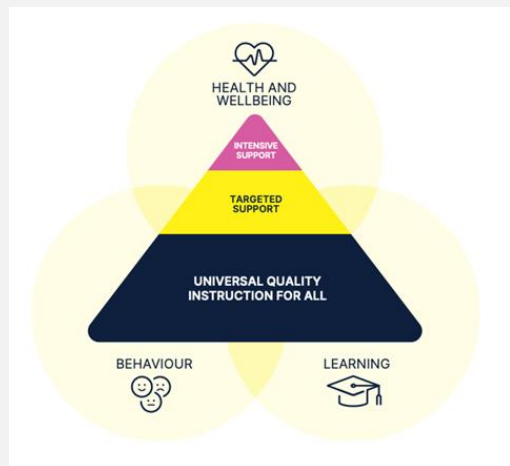 HEALTH AND
WELLBEING
INTENSIVE
SUPPORT
TARGETED
SUPPORT
UNIVERSAL QUALITY
INSTRUCTION FOR ALL
BEHAVIOUR
LEARNING